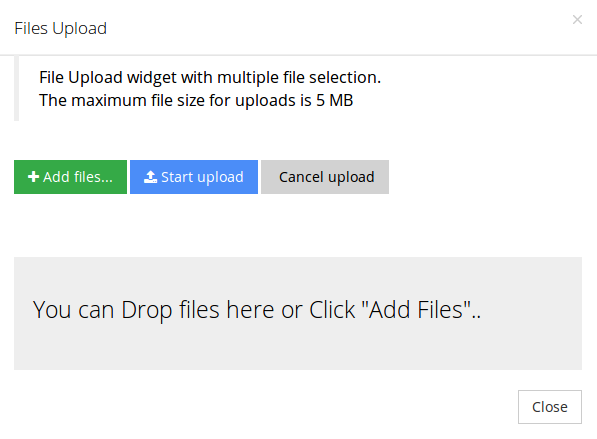 Files Upload
×
File Upload widget with multiple file selection.
The maximum file size for uploads is 5 MB
Add files... Start upload Cancel upload
You can Drop files here or Click "Add Files"..
Close